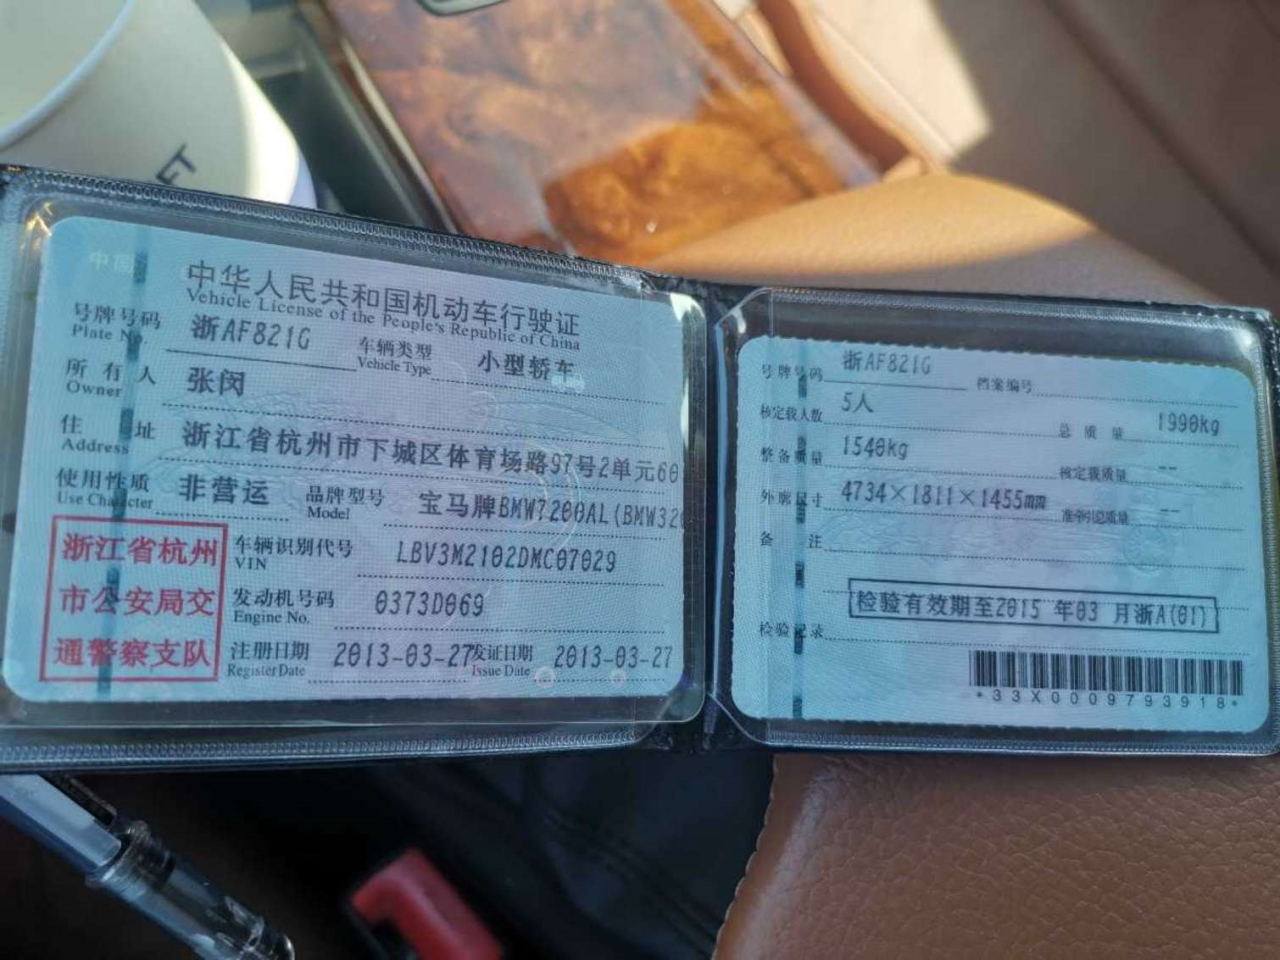 中国
中华人民共和国机动车行驶证
Vehicle License of the People's Republic of China
号牌号码 浙AF821G 车辆类型 小型轿车
Plate No. Vehicle Type
所有人 张闵
Owner
住址 浙江省杭州市下城区体育场路97号2单元60
Address
使用性质 非营运 品牌型号 宝马牌BMW7200AL(BMW320
Use Character Model
浙江省杭州
市公安局交
通警察支队
车辆识别代号 LBV3M2102DMC07029
VIN
发动机号码 0373D069
Engine No.
注册日期 2013-03-27 发证日期 2013-03-27
Register Date Issue Date
号牌号码 浙AF821G 档案编号
核定载人数 5人 总质量 1990kg
整备质量 1540kg 核定载质量 --
外廓尺寸 4734×1811×1455mm 准牵引总质量 --
备注
检验有效期至2015 年03 月浙A(01)
检验记录
*33X0009793918*